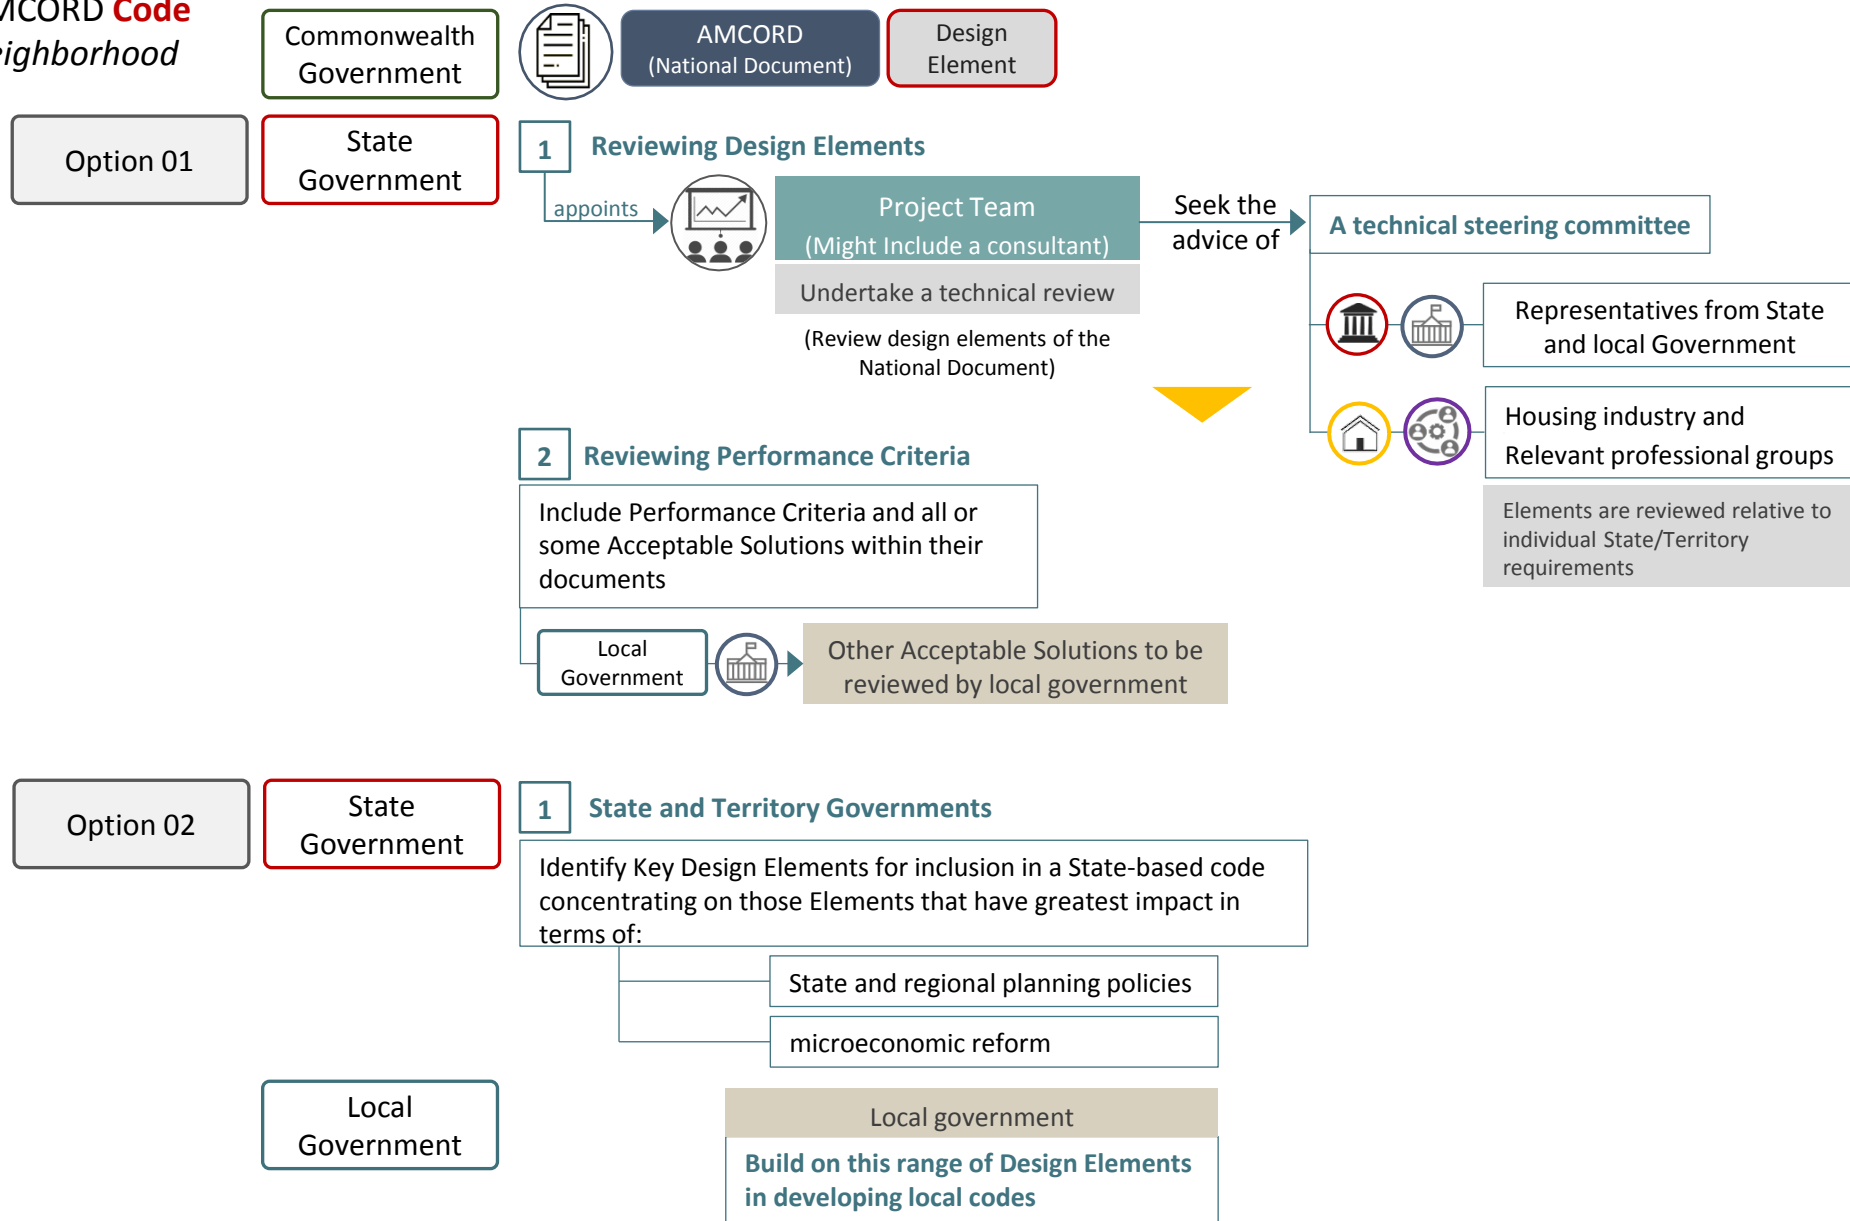 MCORD Code
eighborhood
Commonwealth
Government
AMCORD
(National Document)
Design
Element
Option 01
State
Government
1 Reviewing Design Elements
appoints
Project Team
(Might Include a consultant)
Undertake a technical review
(Review design elements of the
National Document)
Seek the
advice of
A technical steering committee
Representatives from State
and local Government
Housing industry and
Relevant professional groups
Elements are reviewed relative to
individual State/Territory
requirements
2 Reviewing Performance Criteria
Include Performance Criteria and all or
some Acceptable Solutions within their
documents
Local
Government
Other Acceptable Solutions to be
reviewed by local government
Option 02
State
Government
1 State and Territory Governments
Identify Key Design Elements for inclusion in a State-based code
concentrating on those Elements that have greatest impact in
terms of:
State and regional planning policies
microeconomic reform
Local
Government
Local government
Build on this range of Design Elements
in developing local codes